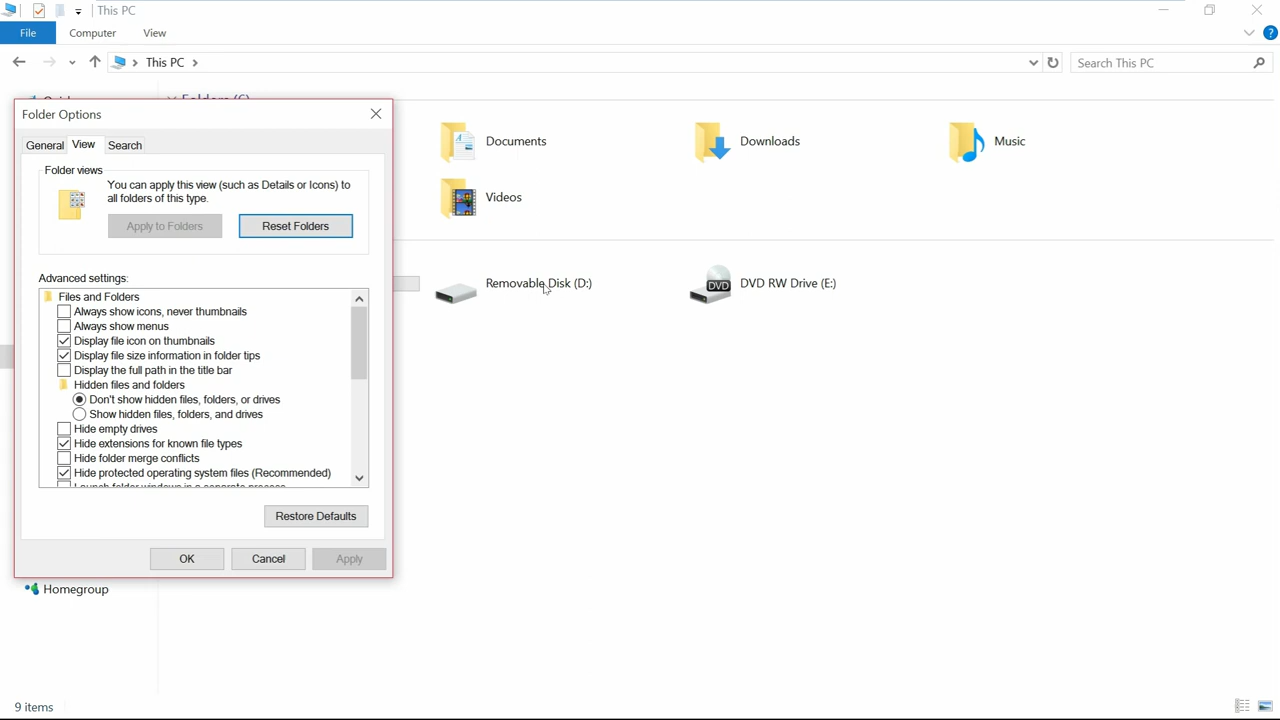 This PC
File Computer View
This PC
Search This PC
Folders (6)
Folder Options
General View Search
Documents
Downloads
Music
Folder views
You can apply this view (such as Details or Icons) to
all folders of this type.
Apply to Folders
Reset Folders
Videos
Advanced settings:
Removable Disk (D:)
DVD
DVD RW Drive (E:)
Files and Folders
Always show icons, never thumbnails
Always show menus
Display file icon on thumbnails
Display file size information in folder tips
Display the full path in the title bar
Hidden files and folders
Don't show hidden files, folders, or drives
Show hidden files, folders, and drives
Hide empty drives
Hide extensions for known file types
Hide folder merge conflicts
Hide protected operating system files (Recommended)
Launch folder windows in a separate process
Restore Defaults
OK
Cancel
Apply
Homegroup
9 items